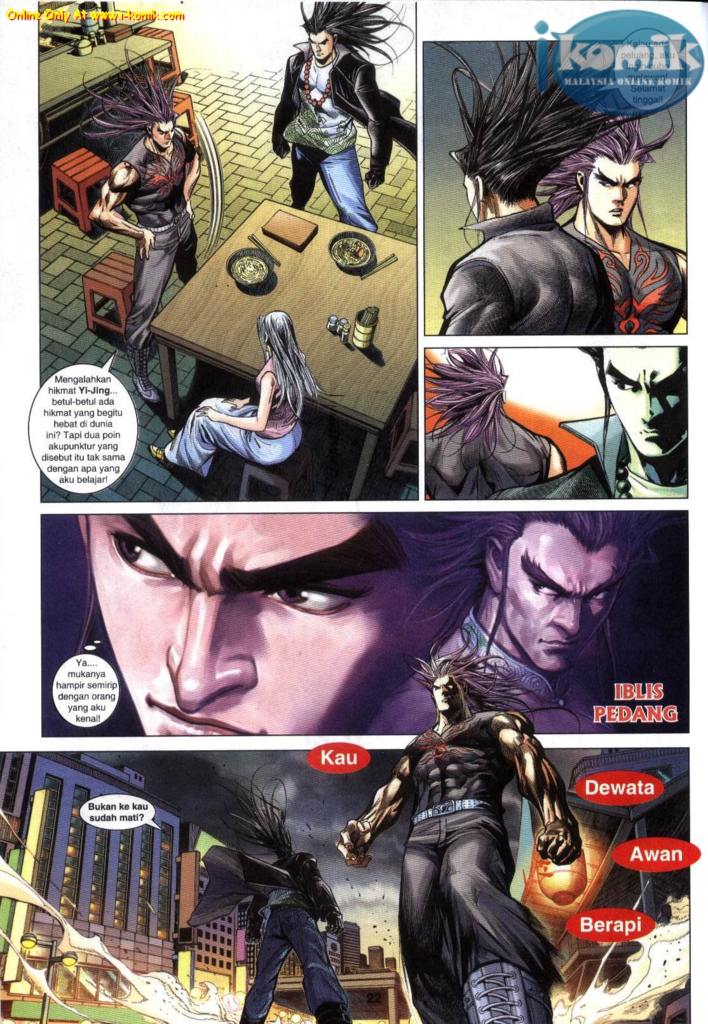 Online Only At www.i-komik.com
ikomik
MALAYSIA ONLINE KOMIK
Selamat
tinggal!
Mengalahkan
hikmat Yi-Jing...
betul-betul ada
hikmat yang begitu
hebat di dunia
ini? Tapi dua poin
akupunktur yang
disebut itu tak sama
dengan apa yang
aku belajar!
Ya....
mukanya
hampir semirip
dengan orang
yang aku
kenal!
IBLIS
PEDANG
Kau
Dewata
Awan
Berapi
Bukan ke kau
sudah mati?
22